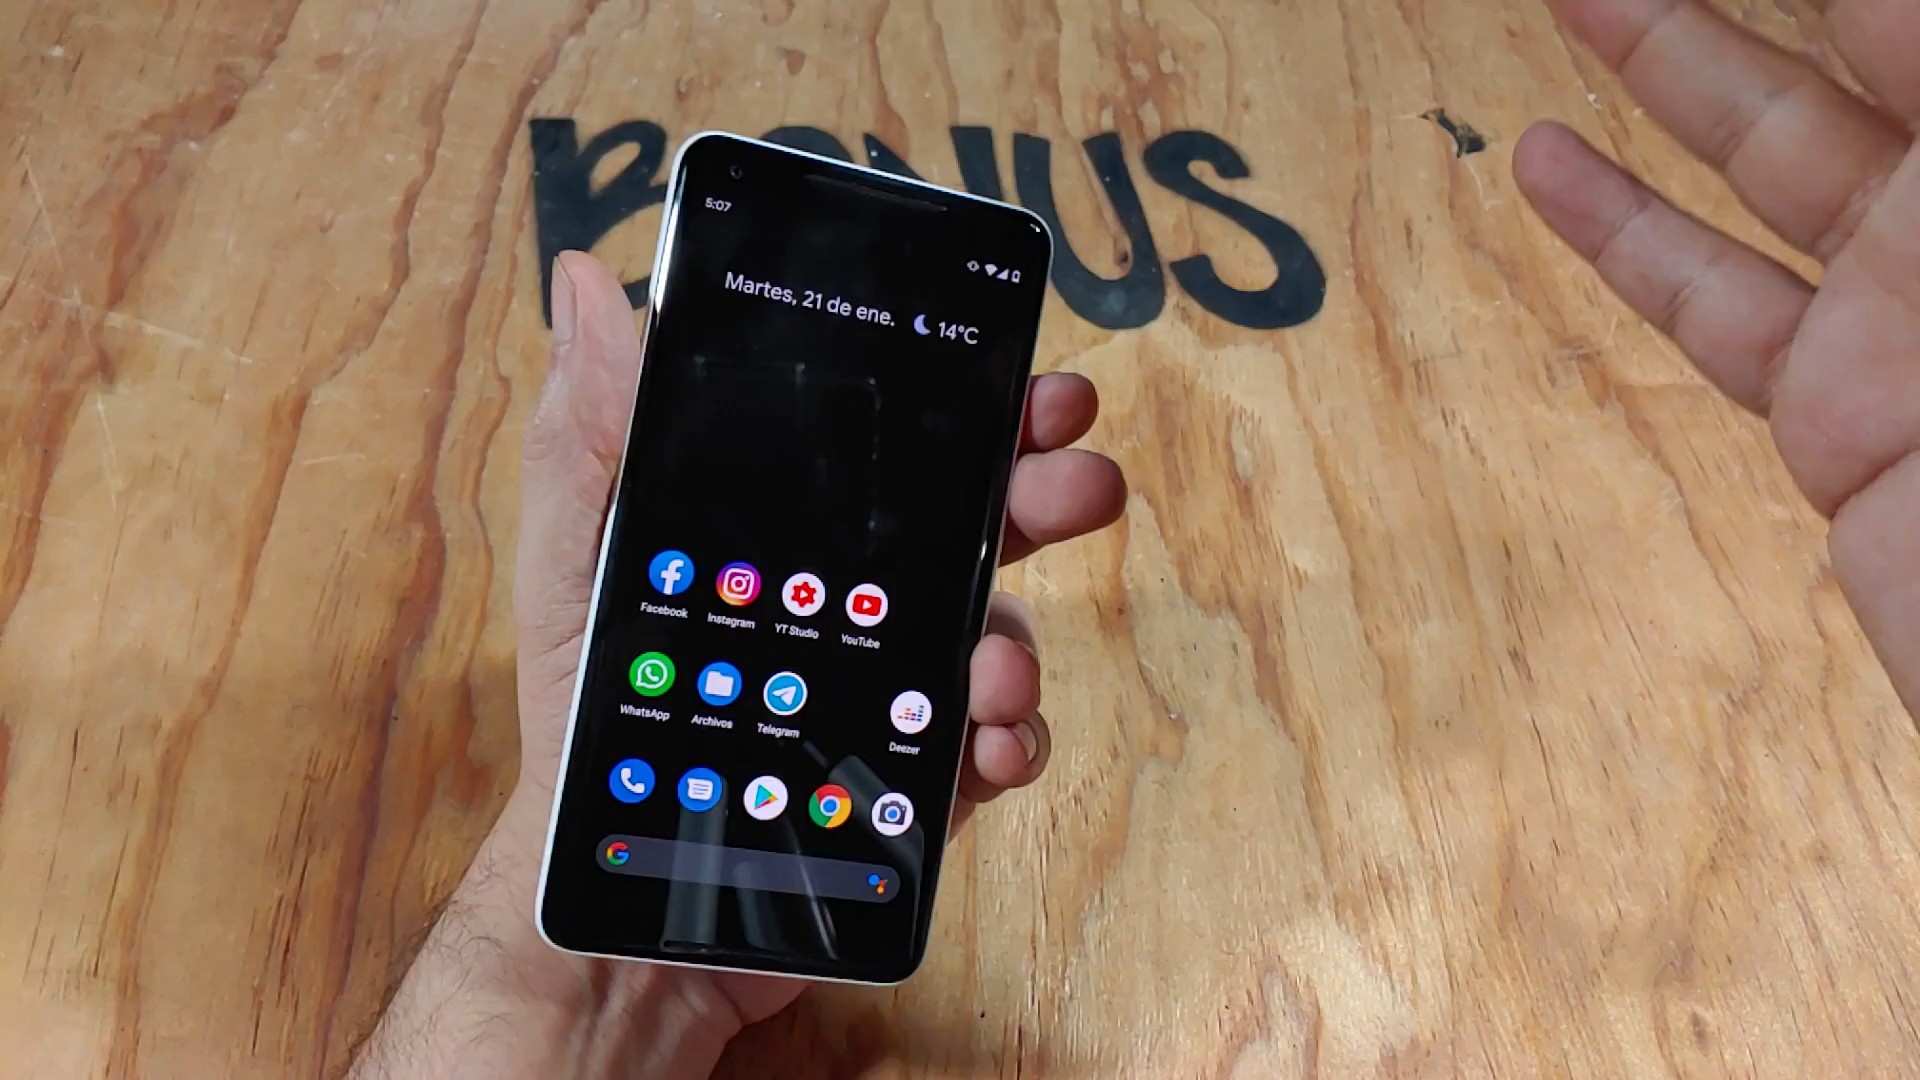 BONUS
5:07
Martes, 21 de ene. 14°C
Facebook Instagram YT Studio YouTube
WhatsApp Archivos Telegram Deezer